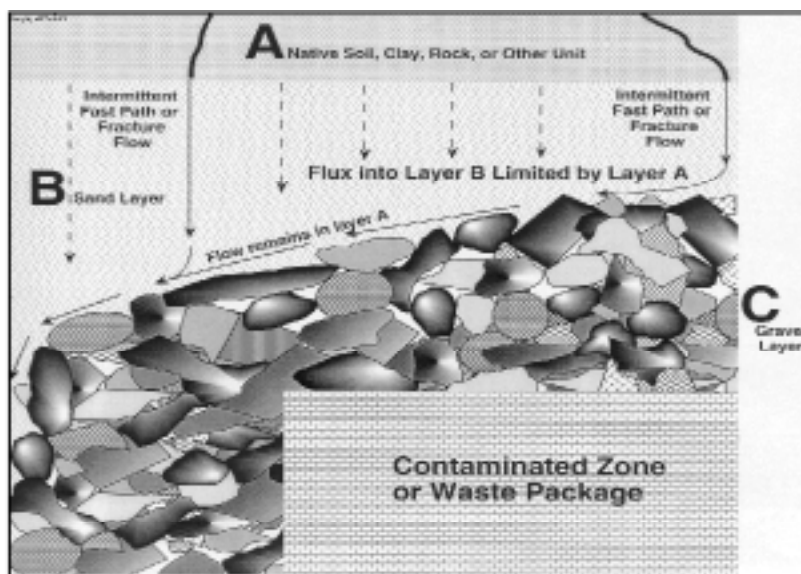 A Native Soil, Clay, Rock, or Other Unit
Intermittent
Fast Path or
Fracture
Flow
Intermittent
Fast Path or
Fracture
Flow
Flux into Layer B Limited by Layer A
B Sand Layer
Flow remains in layer A
C
Gravel
Layer
Contaminated Zone
or Waste Package